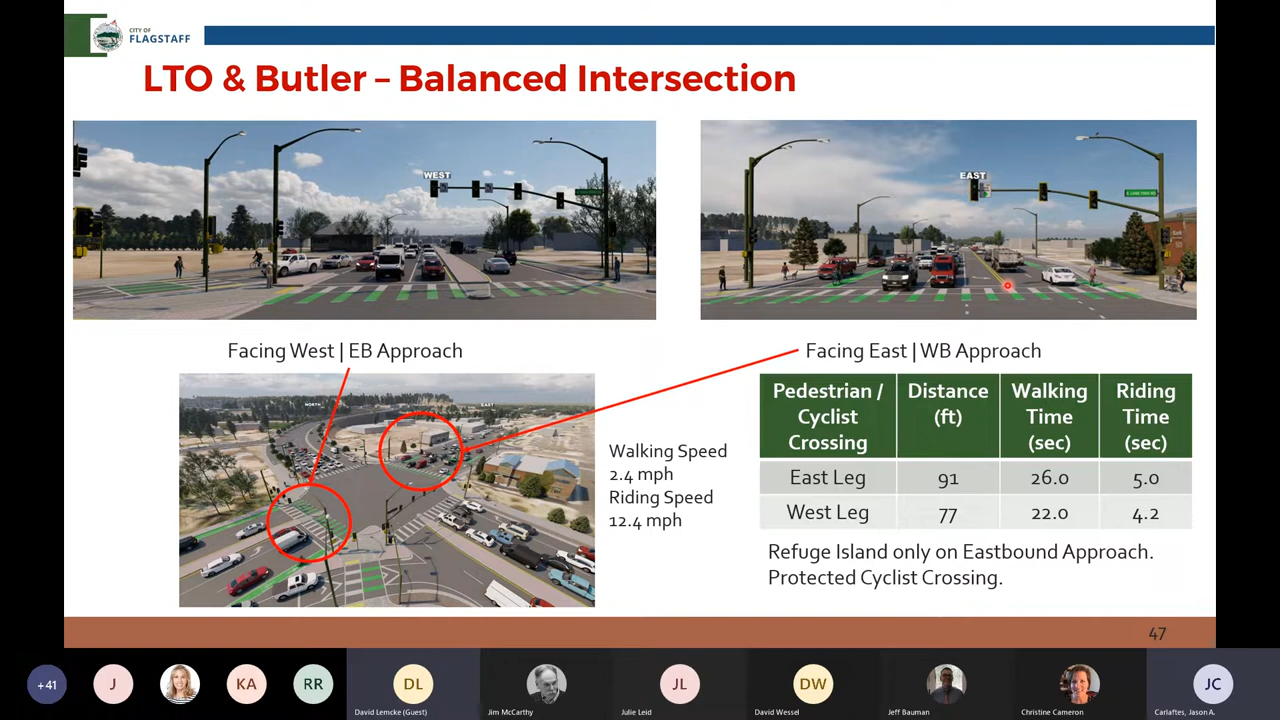 CITY OF
FLAGSTAFF
LTO & Butler – Balanced Intersection
WEST
EAST
Facing West | EB Approach
Facing East | WB Approach
NORTH
EAST
Walking Speed
2.4 mph
Riding Speed
12.4 mph
Pedestrian / Cyclist Crossing Distance (ft) Walking Time (sec) Riding Time (sec)
East Leg 91 26.0 5.0
West Leg 77 22.0 4.2
Refuge Island only on Eastbound Approach.
Protected Cyclist Crossing.
47
+41 J KA RR DL JL DW JC
David Lemcke (Guest) Jim McCarthy Julie Leid David Wessel Jeff Bauman Christine Cameron Carlaftes, Jason A.